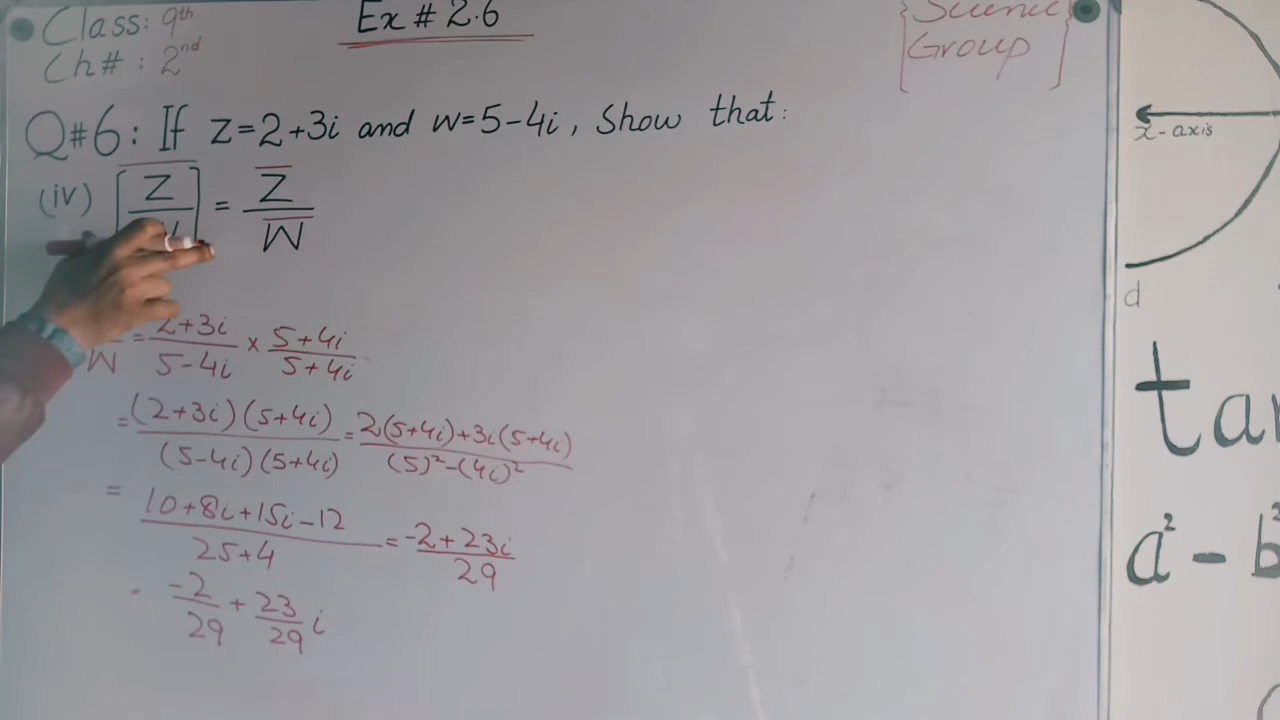 Class: 9th
Ch# : 2nd
Ex # 2.6
{Science
Group}
Q#6: If z=2+3i and w=5-4i, Show that:
(iv) [Z/W]‾ = Z̅/W̅
W = 2+3i/5-4i × 5+4i/5+4i
= (2+3i)(5+4i)/(5-4i)(5+4i) = 2(5+4i)+3i(5+4i)/(5)²-(4i)²
= 10+8i+15i-12/25+4 = -2+23i/29
-2/29 + 23/29 i
x-axis
d
a² - b²